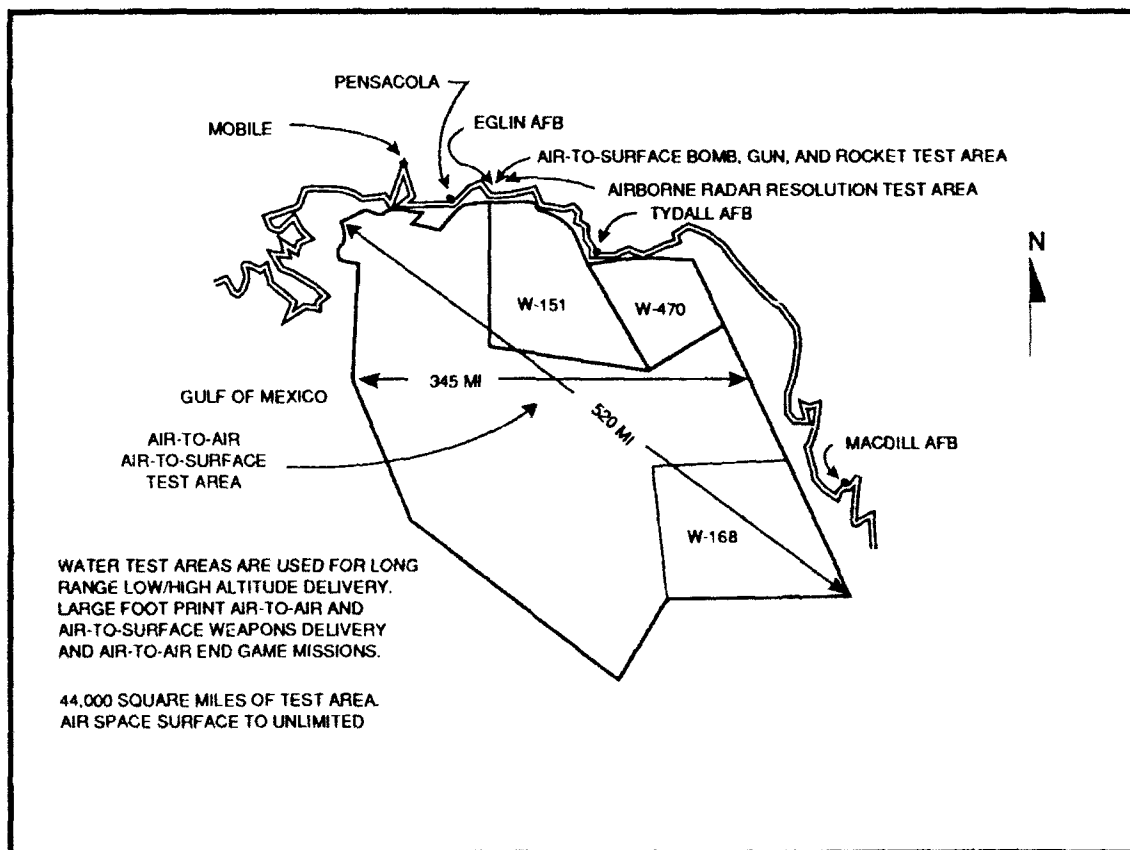 PENSACOLA
MOBILE
EGLIN AFB
AIR-TO-SURFACE BOMB, GUN, AND ROCKET TEST AREA
AIRBORNE RADAR RESOLUTION TEST AREA
TYDALL AFB
N
W-151
W-470
345 MI
GULF OF MEXICO
520 MI
AIR-TO-AIR
AIR-TO-SURFACE
TEST AREA
MACDILL AFB
W-168
WATER TEST AREAS ARE USED FOR LONG
RANGE LOW/HIGH ALTITUDE DELIVERY.
LARGE FOOT PRINT AIR-TO-AIR AND
AIR-TO-SURFACE WEAPONS DELIVERY
AND AIR-TO-AIR END GAME MISSIONS.
44,000 SQUARE MILES OF TEST AREA.
AIR SPACE SURFACE TO UNLIMITED